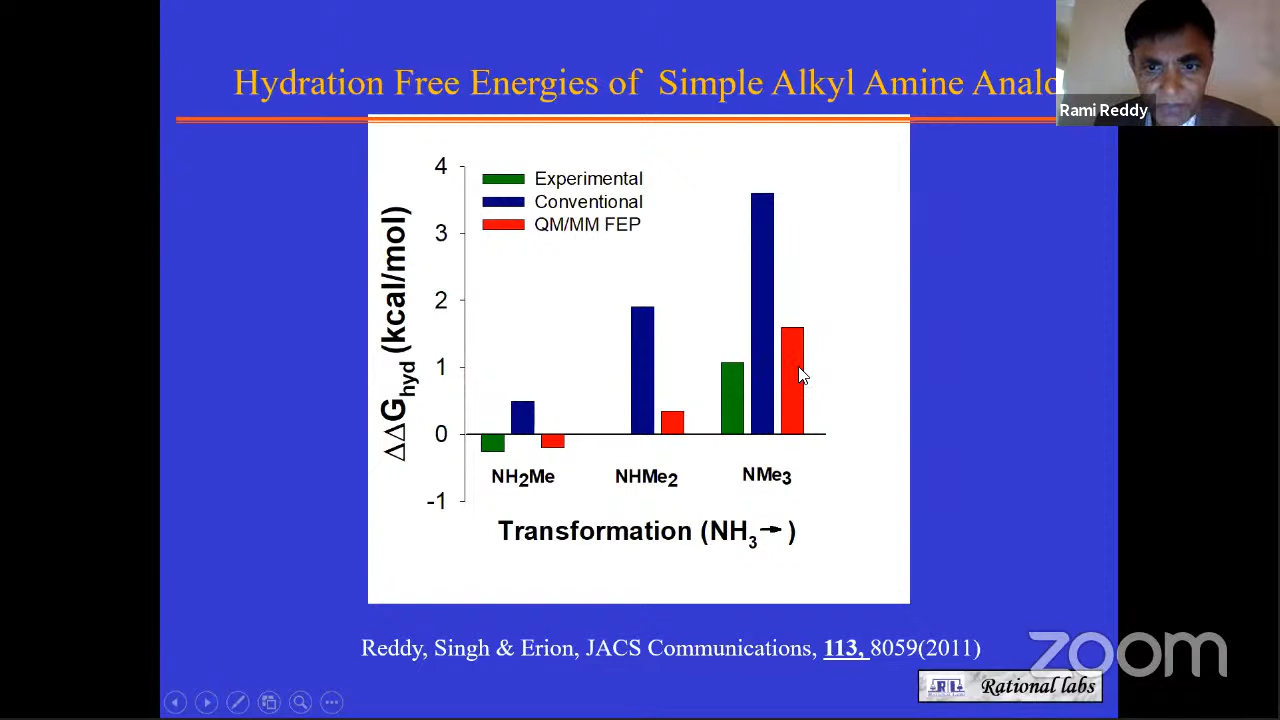 Hydration Free Energies of Simple Alkyl Amine Analo
Rami Reddy
4
3
2
1
0
-1
ΔΔGhyd (kcal/mol)
Experimental
Conventional
QM/MM FEP
NH2Me
NHMe2
NMe3
Transformation (NH3→ )
Reddy, Singh & Erion, JACS Communications, 113, 8059(2011)
zoom
RL Rational labs